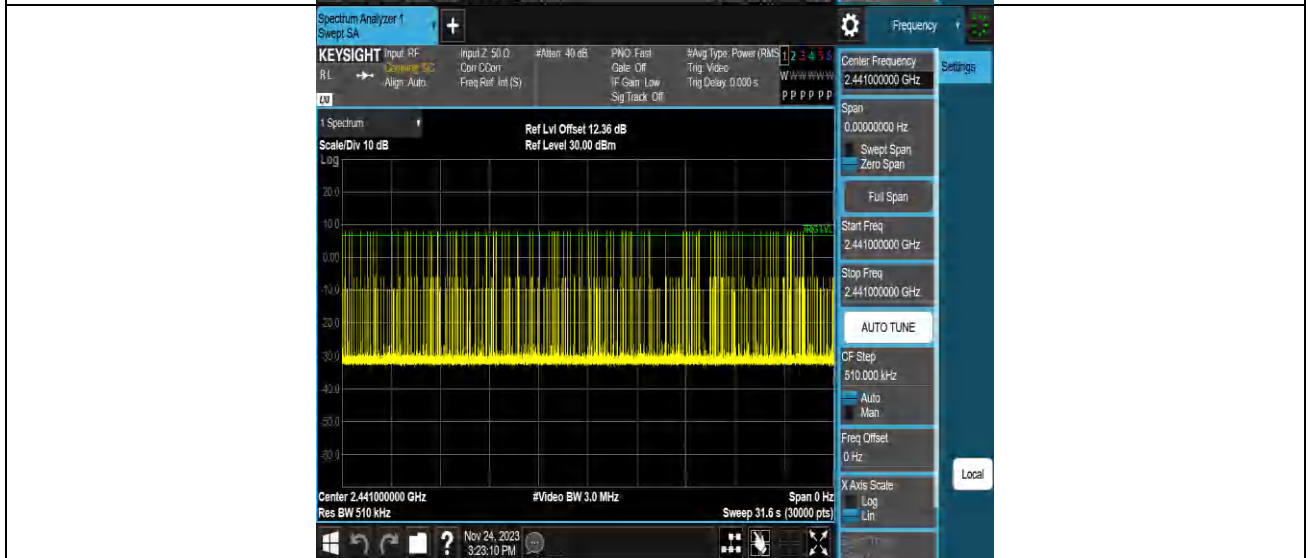 Spectrum Analyzer 1
Swept SA
+
Frequency
KEYSIGHT
Input: RF
R L
Align: Auto
Input Z: 50 Ω
Corr CCorr
Freq Ref: Int (S)
#Atten: 40 dB
PNO: Fast
Gate: Off
IF Gain: Low
Sig Track: Off
#Avg Type: Power (RMS
Trig: Video
Trig Delay: 0.000 s
1 2 3 4 5 6
W W W W W W
P P P P P P
LXI
Center Frequency
2.441000000 GHz
Settings
Span
0.00000000 Hz
Swept Span
Zero Span
Full Span
Start Freq
2.441000000 GHz
Stop Freq
2.441000000 GHz
AUTO TUNE
CF Step
510.000 kHz
Auto
Man
Freq Offset
0 Hz
X Axis Scale
Log
Lin
Local
1 Spectrum
Scale/Div 10 dB
Ref Lvl Offset 12.36 dB
Ref Level 30.00 dBm
Log
20.0
10.0
TRIG LVL
0.00
-10.0
-20.0
-30.0
-40.0
-50.0
-60.0
Center 2.441000000 GHz
#Video BW 3.0 MHz
Span 0 Hz
Res BW 510 kHz
Sweep 31.6 s (30000 pts)
?
Nov 24, 2023
3:23:10 PM